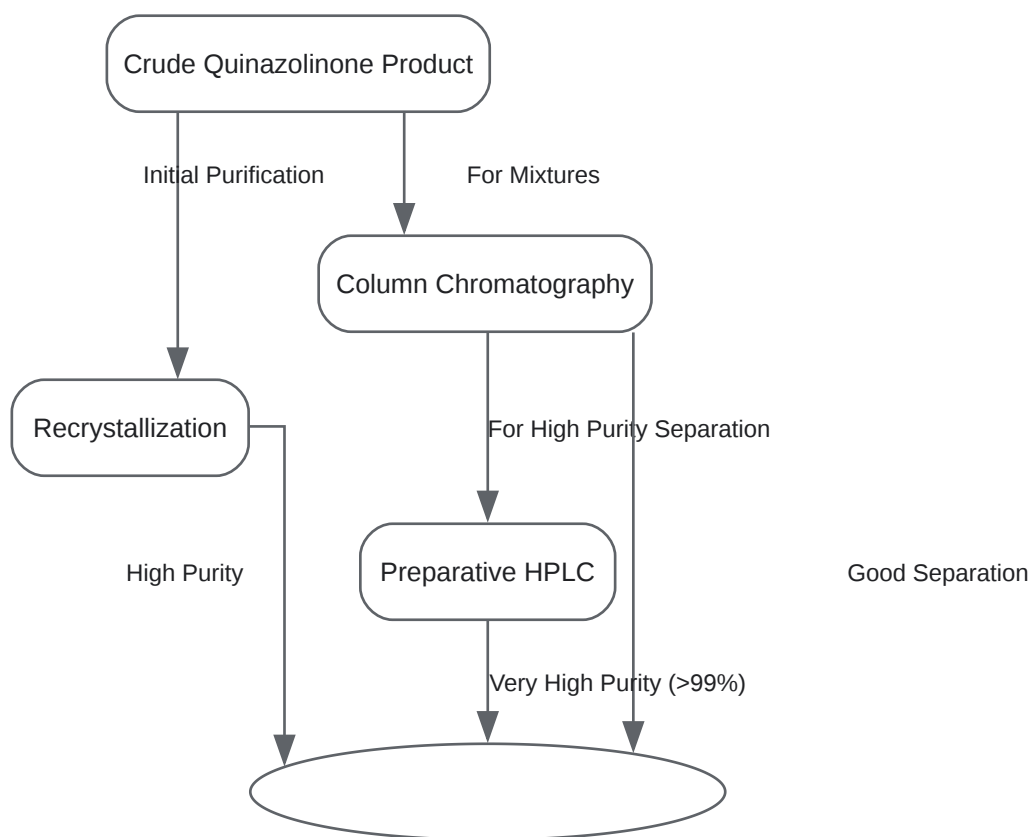 Crude Quinazolinone Product
Initial Purification
For Mixtures
Column Chromatography
Recrystallization
For High Purity Separation
High Purity
Preparative HPLC
Good Separation
Very High Purity (>99%)